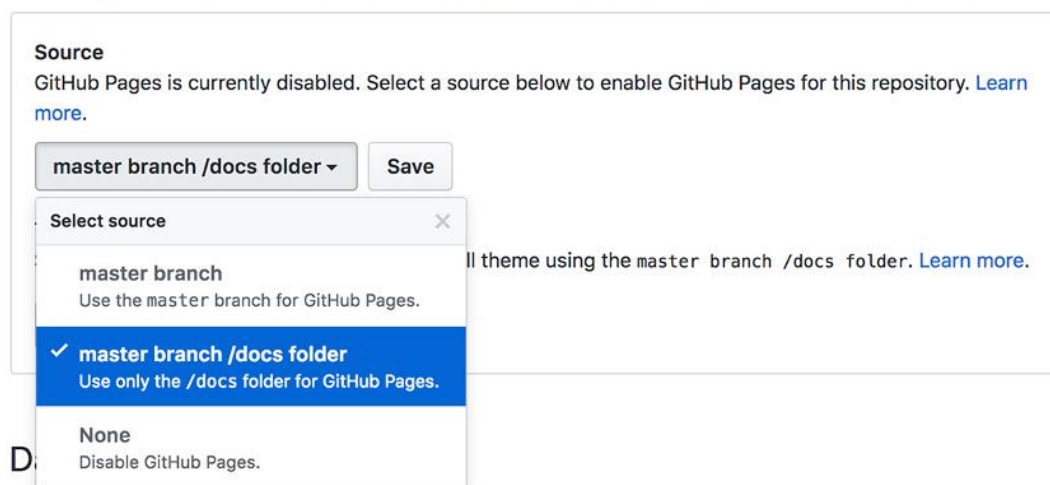 Source
GitHub Pages is currently disabled. Select a source below to enable GitHub Pages for this repository. Learn
more.
master branch /docs folder
Save
Select source
ll theme using the master branch /docs folder. Learn more.
master branch
Use the master branch for GitHub Pages.
master branch /docs folder
Use only the /docs folder for GitHub Pages.
None
Disable GitHub Pages.